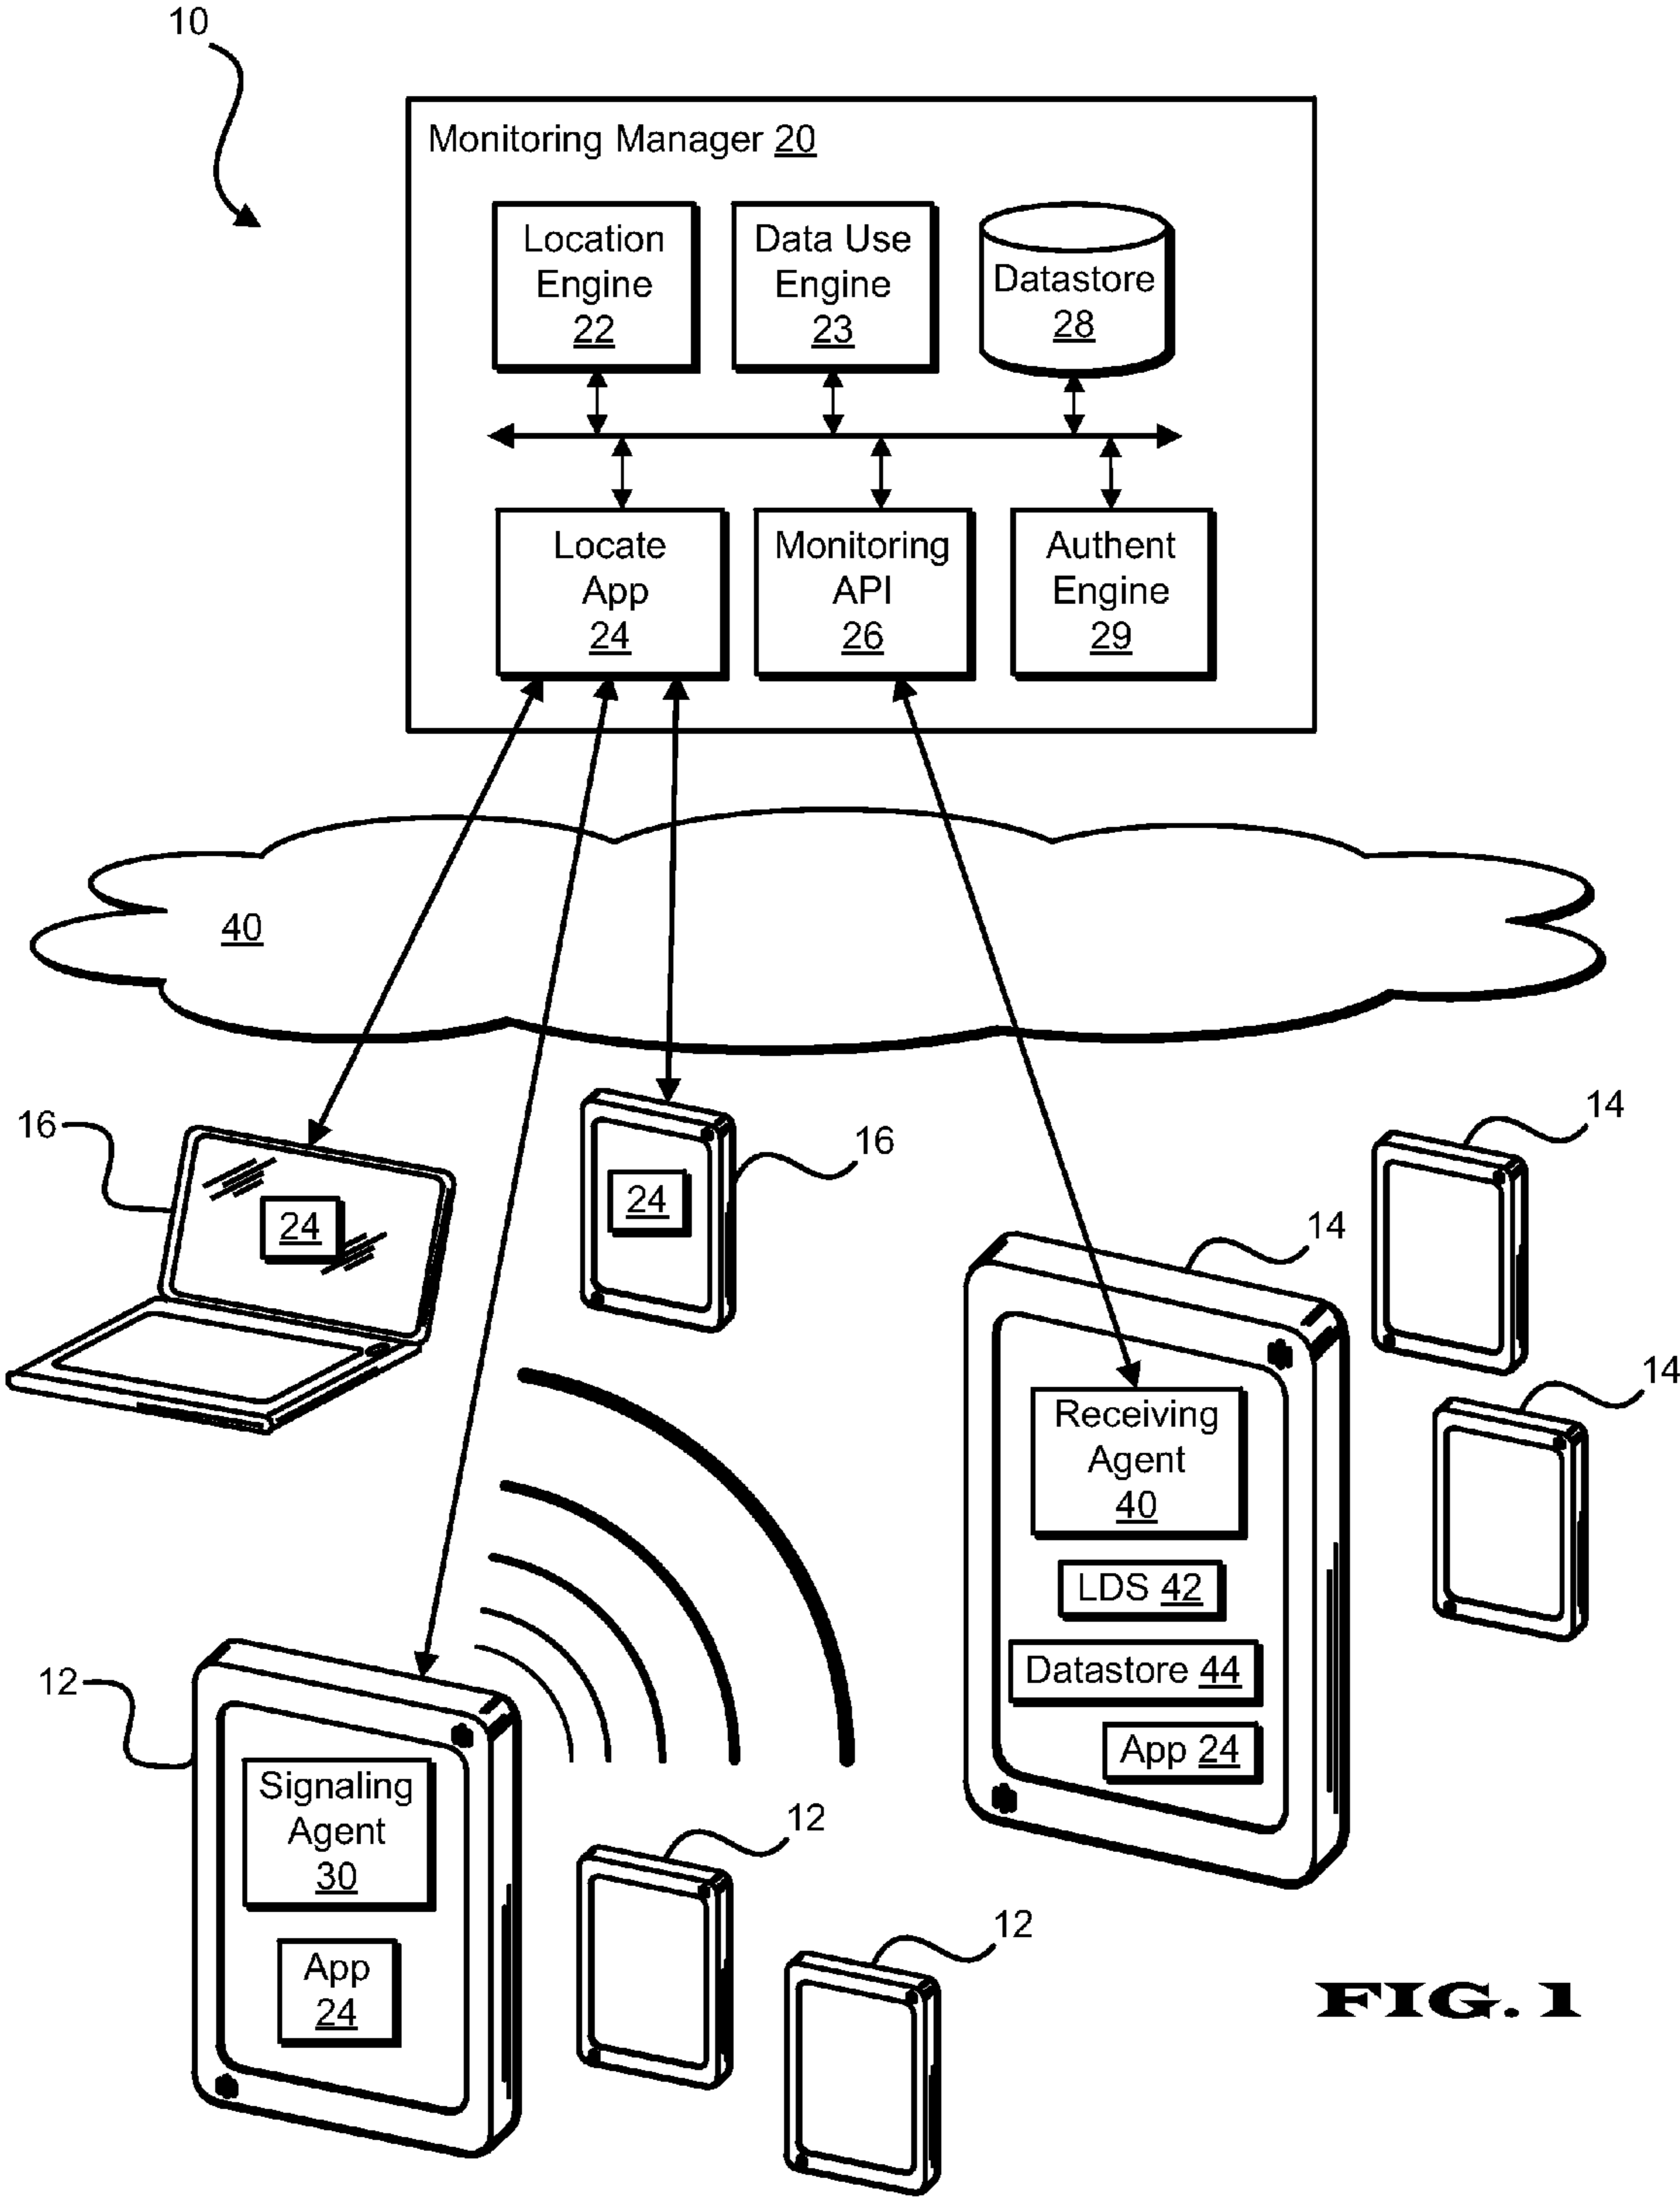 10
Monitoring Manager 20
Location
Engine
22
Data Use
Engine
23
Datastore
28
Locate
App
24
Monitoring
API
26
Authent
Engine
29
40
16
24
16
24
14
14
14
Receiving
Agent
40
LDS 42
Datastore 44
App 24
12
Signaling
Agent
30
App
24
12
12
FIG. 1